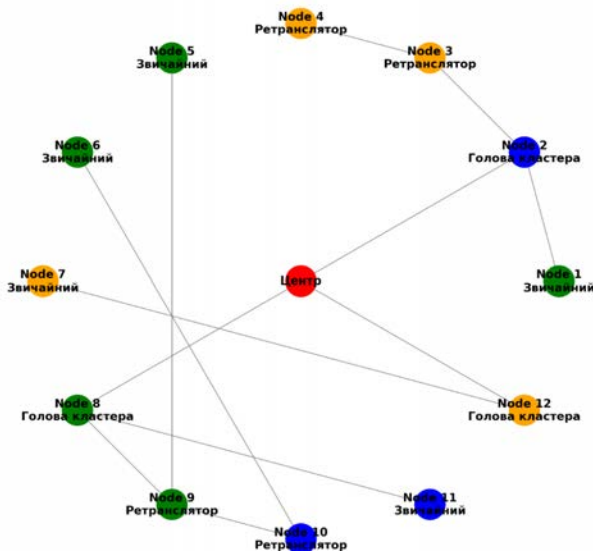 Node 4
Ретранслятор
Node 3
Ретранслятор
Node 5
Звичайний
Node 6
Звичайний
Node 2
Голова кластера
Node 7
Звичайний
Центр
Node 1
Звичайний
Node 8
Голова кластера
Node 12
Голова кластера
Node 9
Ретранслятор
Node 11
Звичайний
Node 10
Ретранслятор